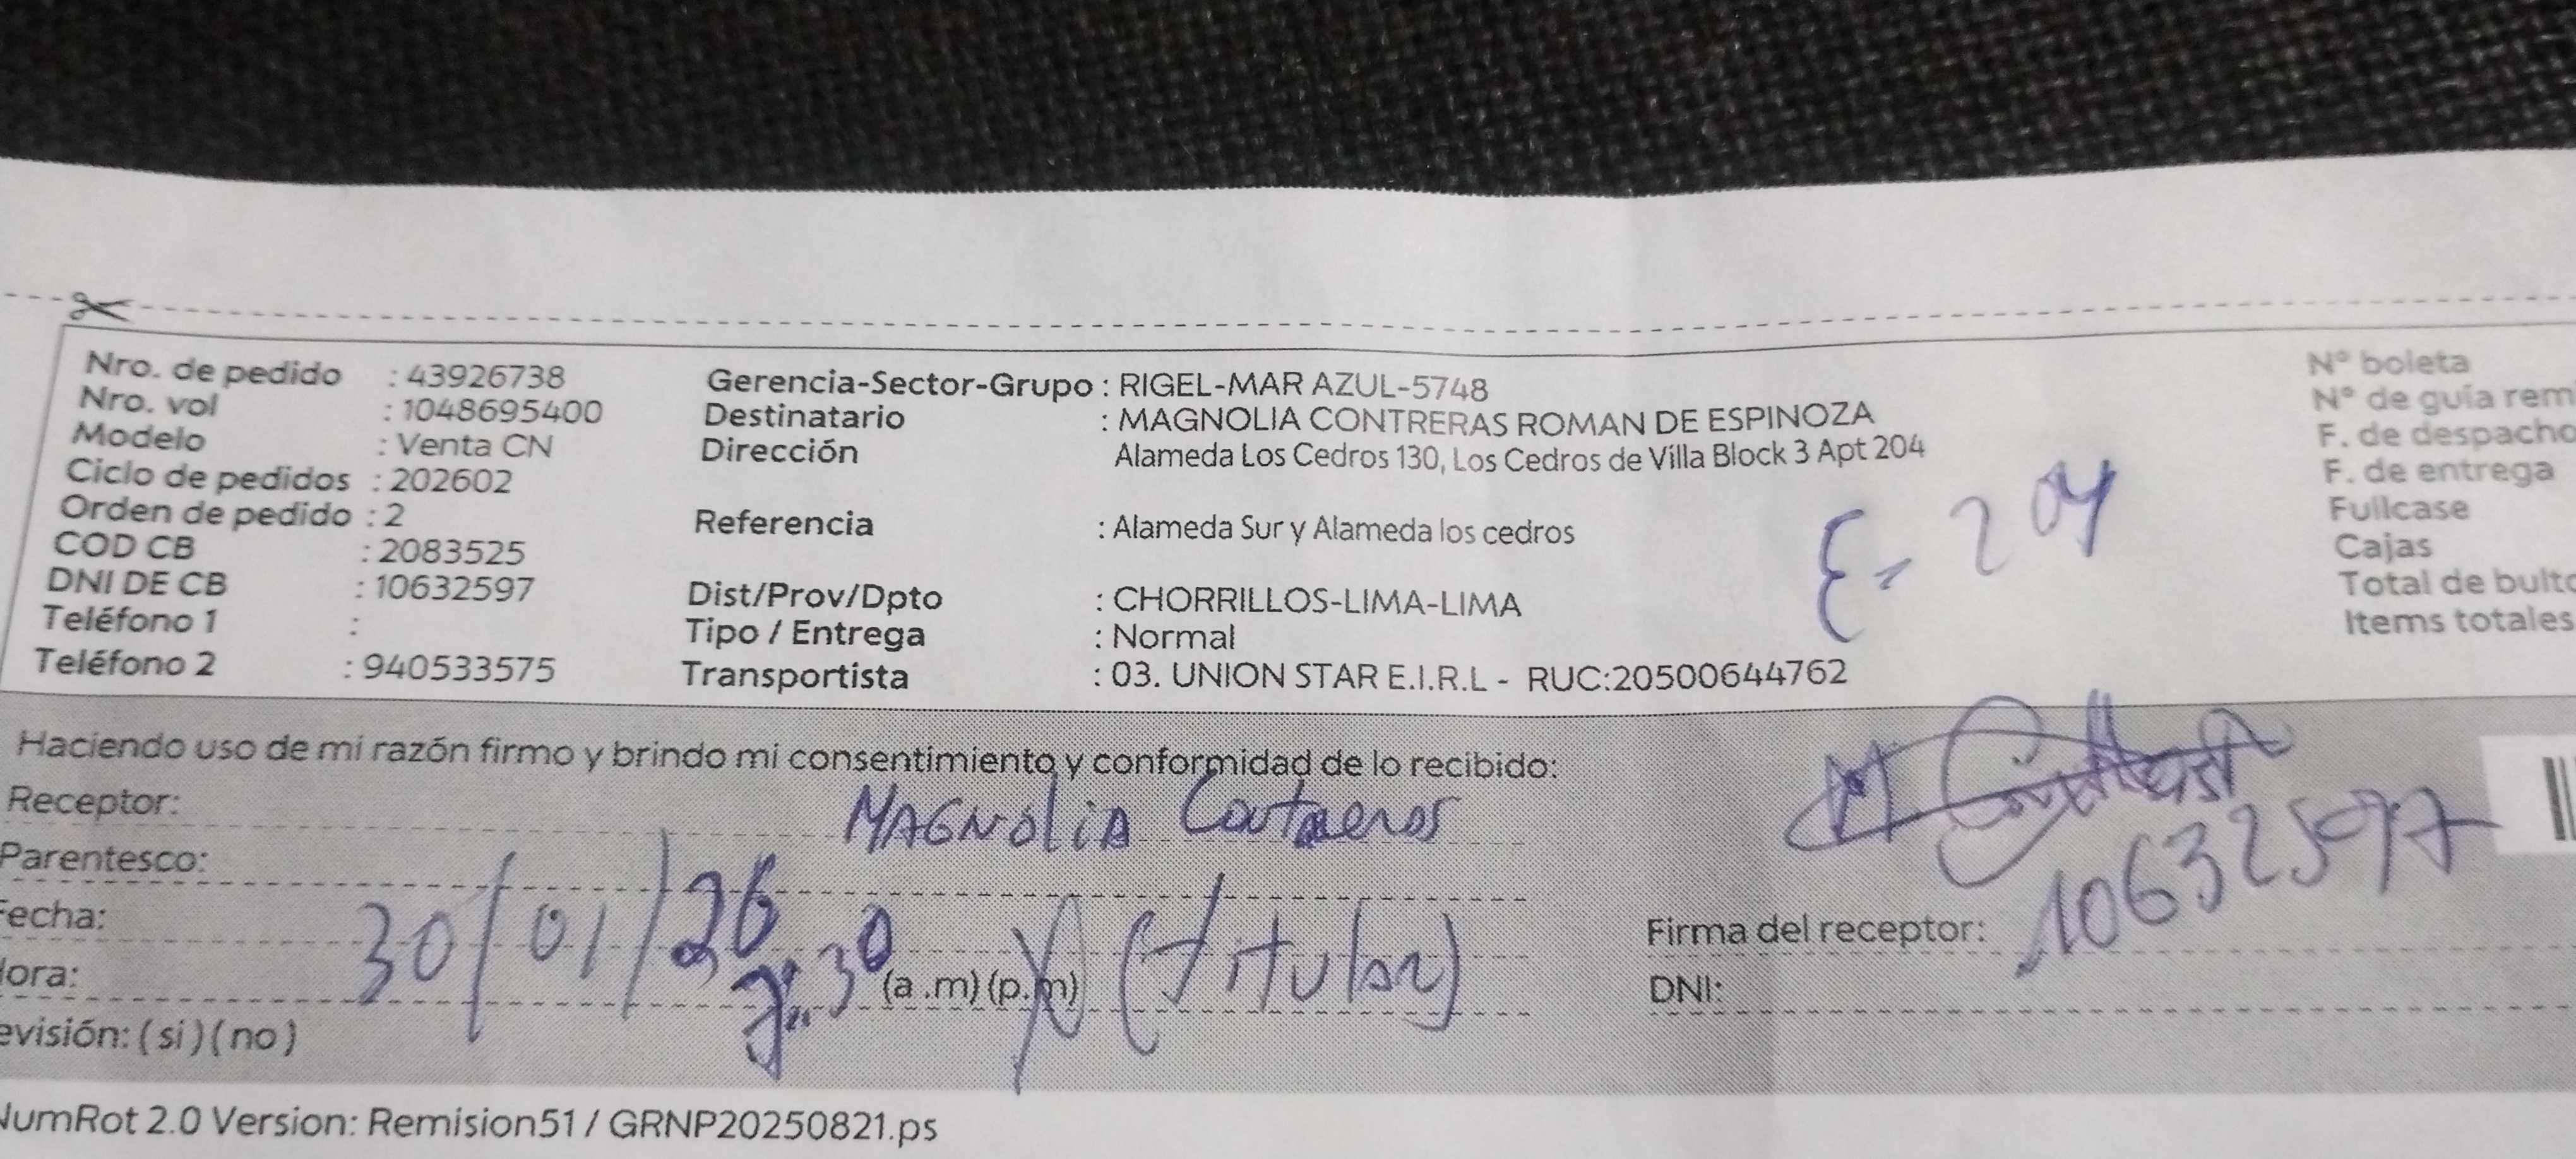 Nro. de pedido : 43926738
Nro. vol : 1048695400
Modelo : Venta CN
Ciclo de pedidos : 202602
Orden de pedido : 2
COD CB : 2083525
DNI DE CB : 10632597
Teléfono 1 :
Teléfono 2 : 940533575
Gerencia-Sector-Grupo : RIGEL-MAR AZUL-5748
Destinatario : MAGNOLIA CONTRERAS ROMAN DE ESPINOZA
Dirección Alameda Los Cedros 130, Los Cedros de Villa Block 3 Apt 204
Referencia : Alameda Sur y Alameda los cedros
Dist/Prov/Dpto : CHORRILLOS-LIMA-LIMA
Tipo / Entrega : Normal
Transportista : 03. UNION STAR E.I.R.L - RUC:20500644762
E- 204
N° boleta
N° de guía rem
F. de despacho
F. de entrega
Fullcase
Cajas
Total de bulto
Items totales
Haciendo uso de mi razón firmo y brindo mi consentimiento y conformidad de lo recibido:
Receptor: MAGNOLIA Contreras
Parentesco:
Fecha: 30/01/26
Hora: 7:30 (a .m) (p.m) (titular)
evisión: ( si ) ( no )
Firma del receptor:
DNI: 10632597
NumRot 2.0 Version: Remision51 / GRNP20250821.ps